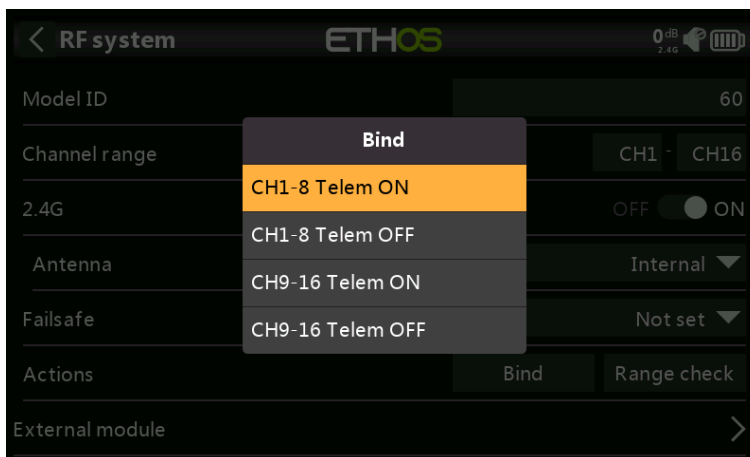 RF system
ETHOS
0 dB
2.4G
Model ID
60
Bind
Channel range
CH1 - CH16
CH1-8 Telem ON
2.4G
OFF
ON
CH1-8 Telem OFF
Antenna
Internal
CH9-16 Telem ON
Failsafe
Not set
CH9-16 Telem OFF
Actions
Bind
Range check
External module